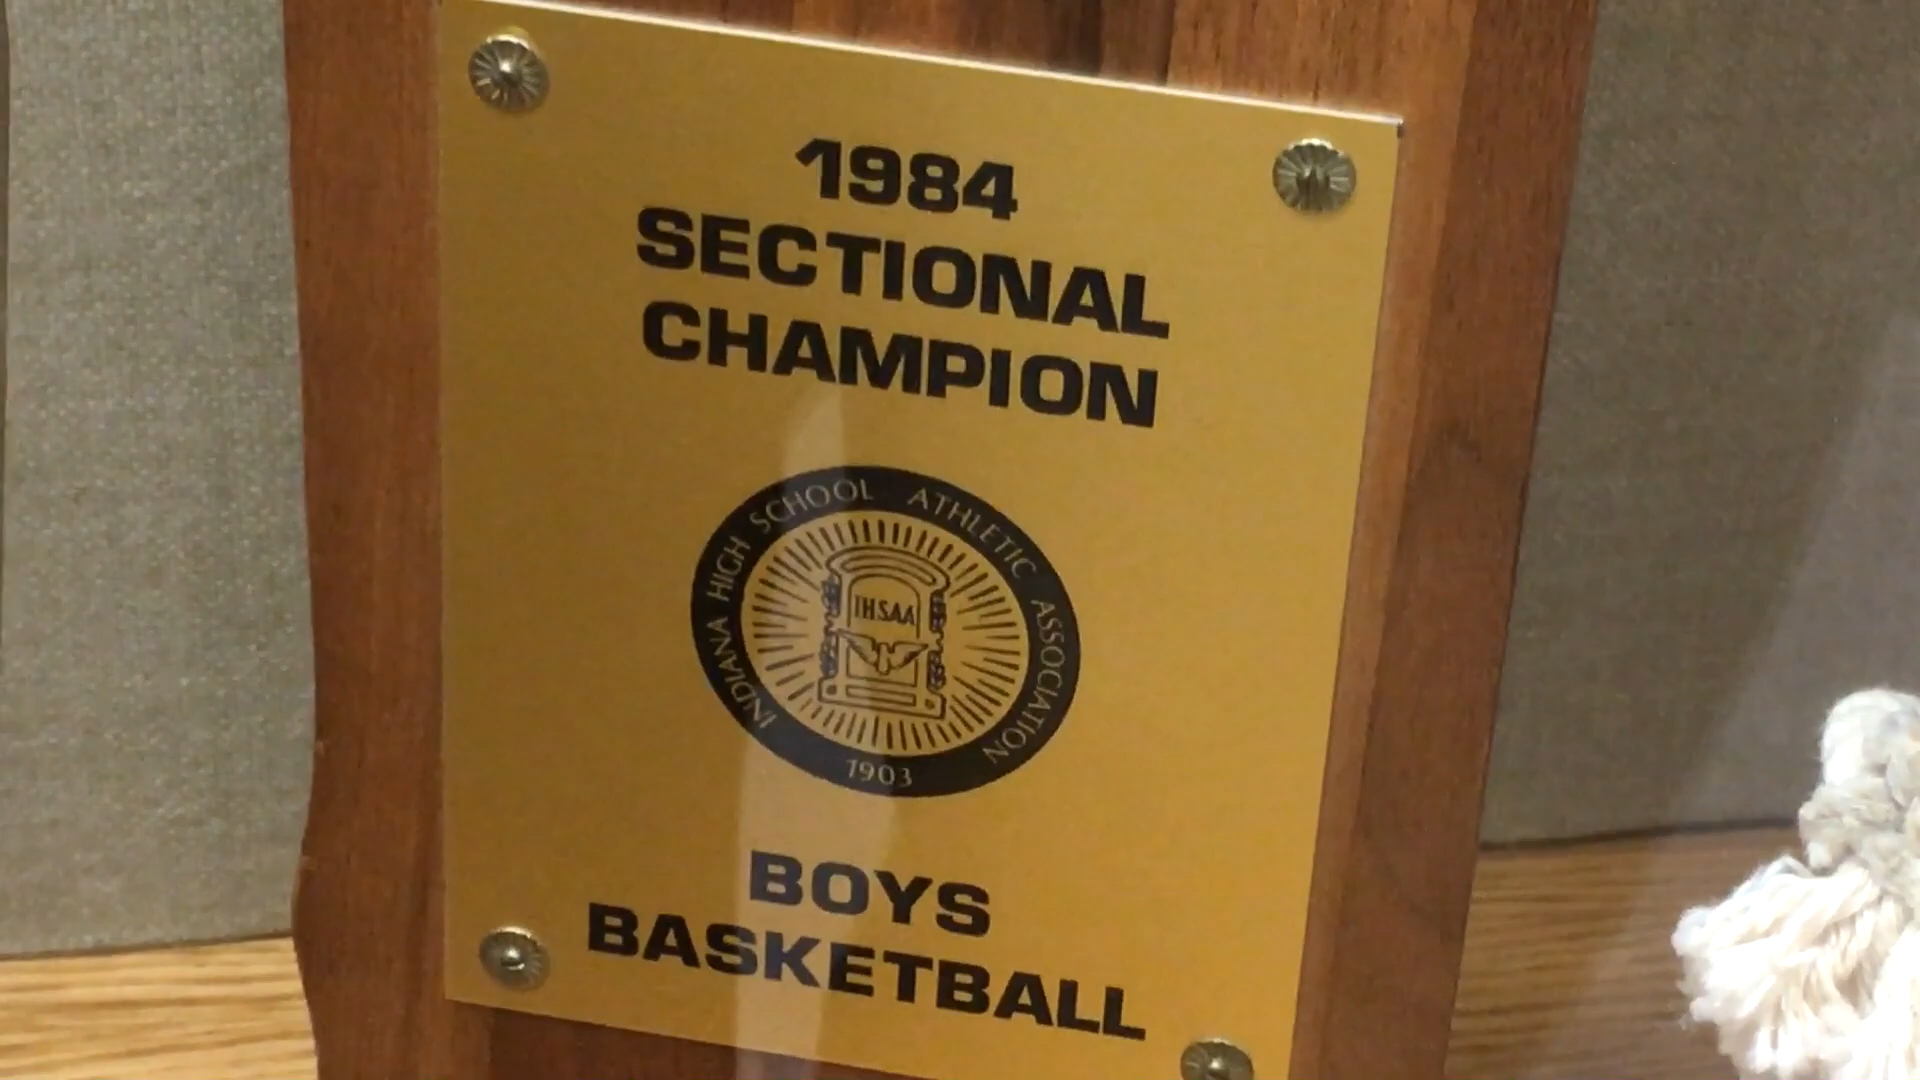 1984
SECTIONAL
CHAMPION
INDIANA HIGH SCHOOL ATHLETIC ASSOCIATION
IHSAA
1903
BOYS
BASKETBALL